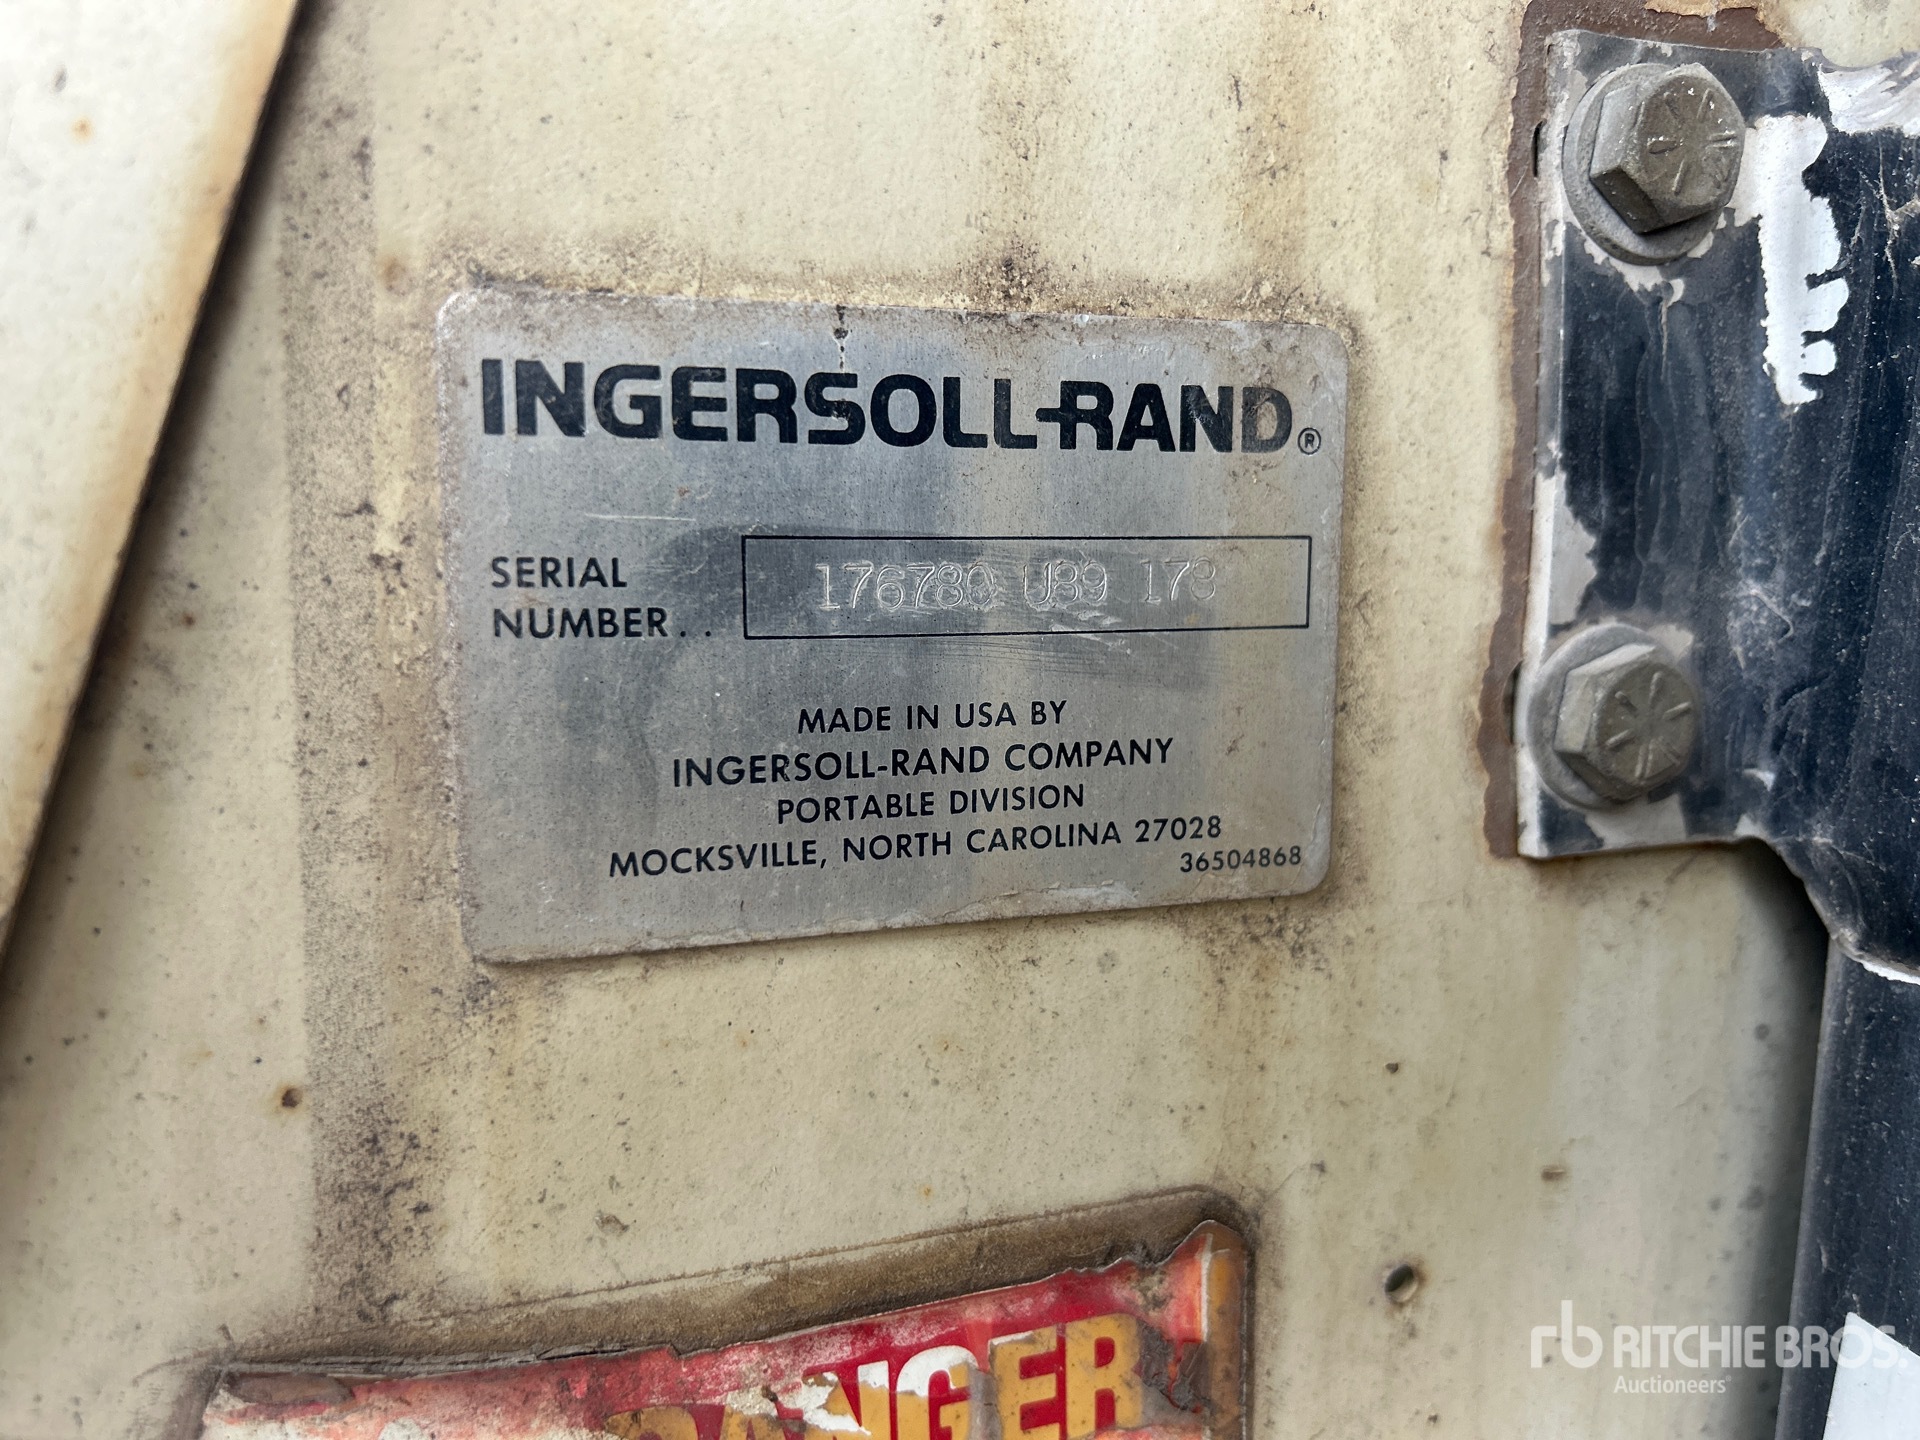 INGERSOLL-RAND®
SERIAL
NUMBER . . 176780 U89 178
MADE IN USA BY
INGERSOLL-RAND COMPANY
PORTABLE DIVISION
MOCKSVILLE, NORTH CAROLINA 27028
36504868
DANGER
rb RITCHIE BROS.
Auctioneers